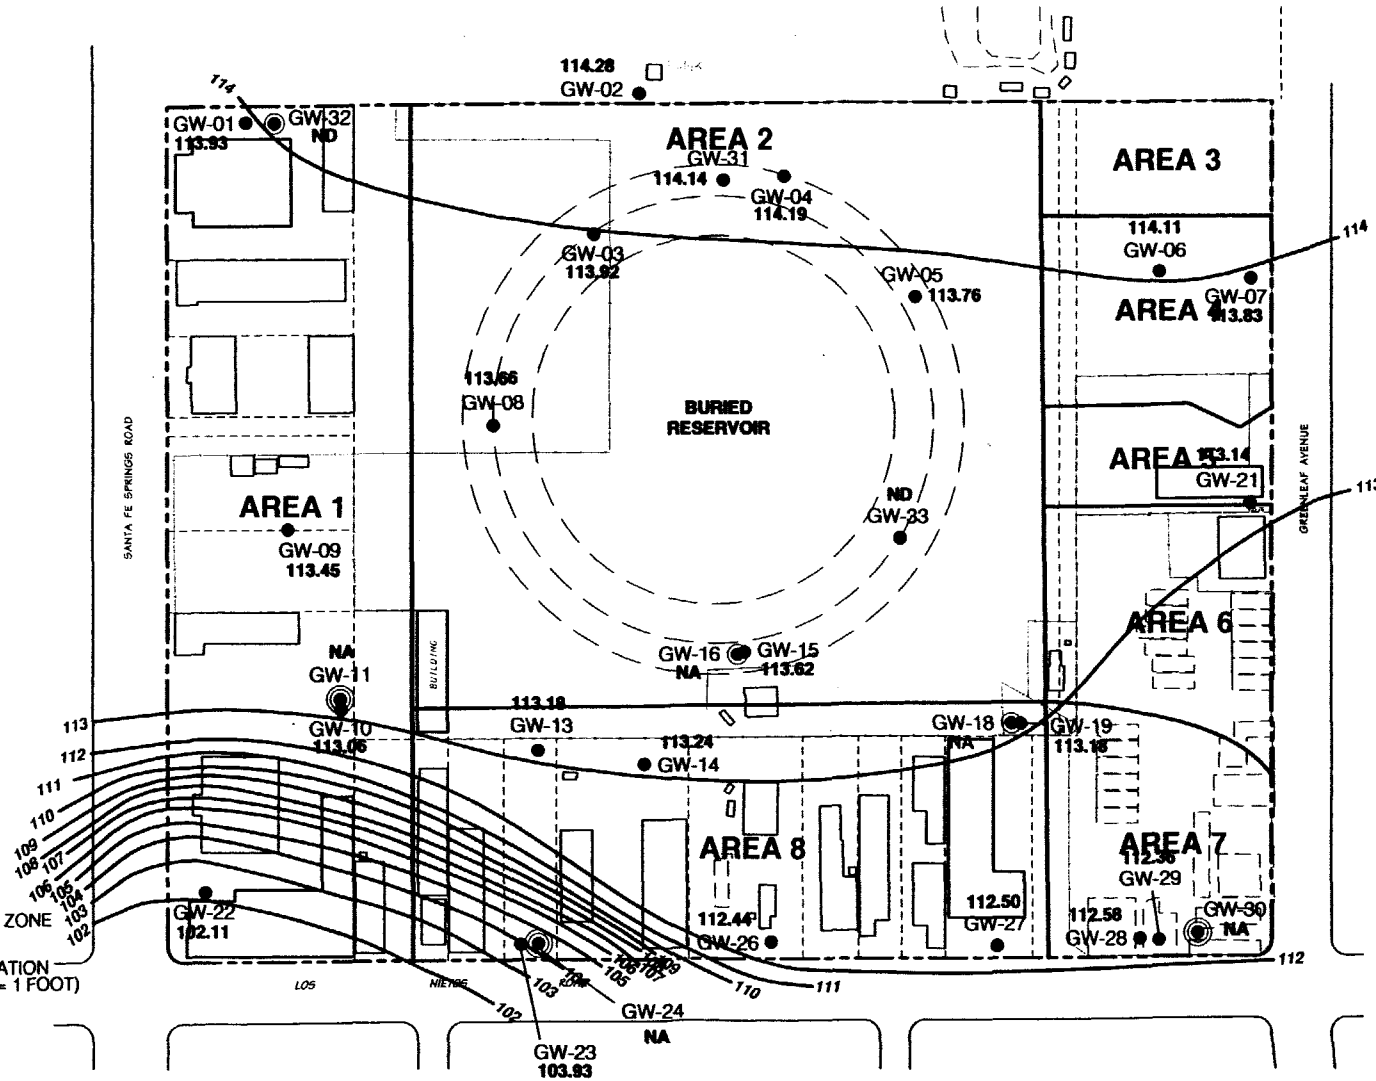 114.28
GW-02
114
GW-01
113.93
GW-32
ND
AREA 2
GW-31
114.14
GW-04
114.19
AREA 3
GW-03
113.92
114.11
GW-06
114
GW-05
113.76
GW-07
113.83
AREA 4
113.66
GW-08
BURIED
RESERVOIR
SANTA FE SPRINGS ROAD
GREENLEAF AVENUE
AREA 5
113.14
GW-21
113
AREA 1
GW-09
113.45
ND
GW-33
AREA 6
BUILDING
NA
GW-11
GW-10
113.06
GW-16
NA
GW-15
113.62
113.18
GW-13
113.24
GW-14
GW-18
NA
GW-19
113.18
113
112
111
110
109
108
107
106
105
104
103
102
ZONE
ATION
= 1 FOOT)
AREA 8
AREA 7
112.36
GW-29
GW-22
102.11
112.44
GW-26
112.50
GW-27
112.58
GW-28
GW-30
NA
109
107
106
105
110
111
112
103
102
LOS
NIETOS
ROAD
GW-24
NA
GW-23
103.93